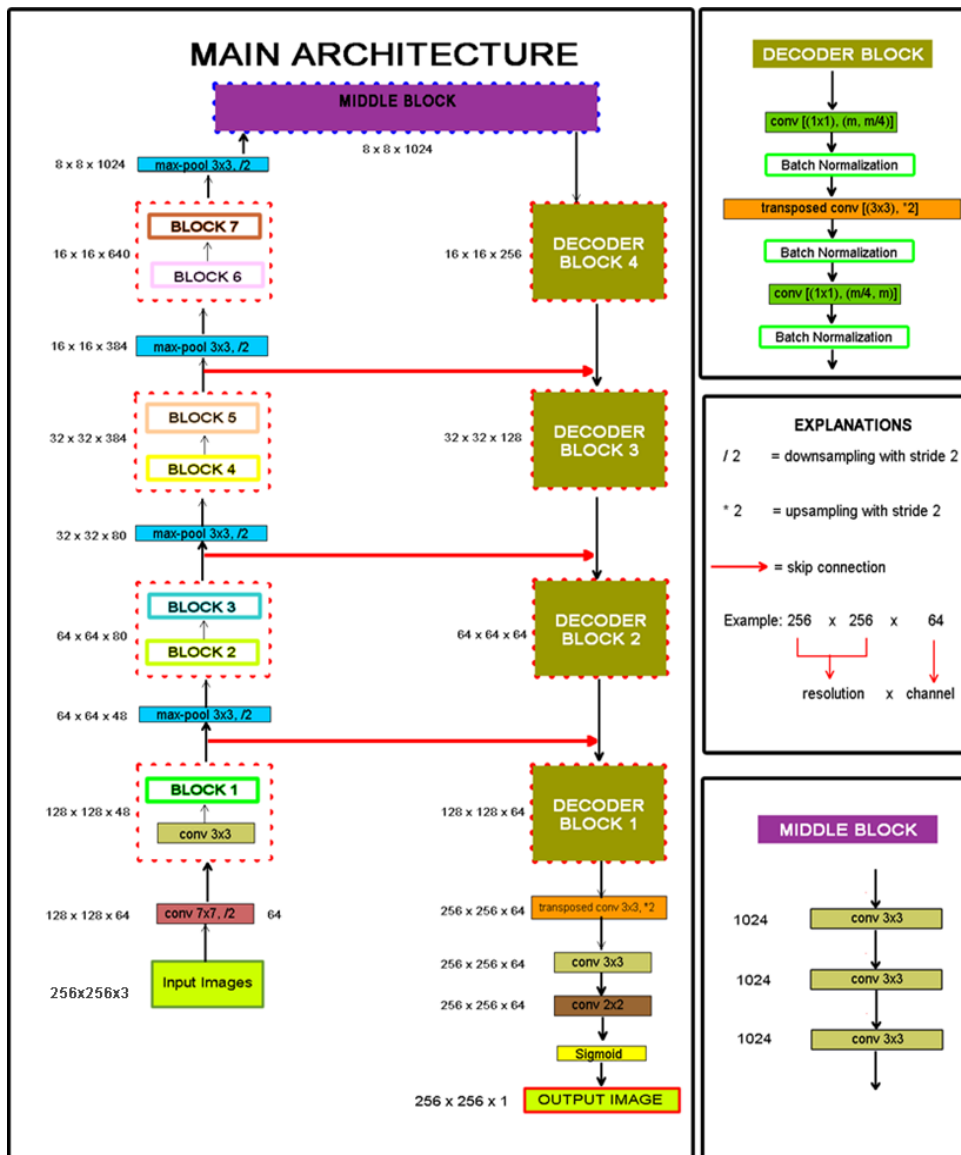 MAIN ARCHITECTURE
MIDDLE BLOCK
8 x 8 x 1024
8 x 8 x 1024
max-pool 3x3, /2
BLOCK 7
16 x 16 x 640
BLOCK 6
DECODER
BLOCK 4
16 x 16 x 256
16 x 16 x 384
max-pool 3x3, /2
BLOCK 5
32 x 32 x 384
BLOCK 4
DECODER
BLOCK 3
32 x 32 x 128
32 x 32 x 80
max-pool 3x3, /2
BLOCK 3
64 x 64 x 80
BLOCK 2
DECODER
BLOCK 2
64 x 64 x 64
64 x 64 x 48
max-pool 3x3, /2
BLOCK 1
128 x 128 x 48
conv 3x3
DECODER
BLOCK 1
128 x 128 x 64
128 x 128 x 64
conv 7x7, /2
64
256x256x3
Input Images
256 x 256 x 64
transposed conv 3x3, *2
256 x 256 x 64
conv 3x3
256 x 256 x 64
conv 2x2
Sigmoid
256 x 256 x 1
OUTPUT IMAGE
DECODER BLOCK
conv [(1x1), (m, m/4)]
Batch Normalization
transposed conv [(3x3), *2]
Batch Normalization
conv [(1x1), (m/4, m)]
Batch Normalization
EXPLANATIONS
/ 2 = downsampling with stride 2
* 2 = upsampling with stride 2
= skip connection
Example: 256 x 256 x 64
resolution x channel
MIDDLE BLOCK
1024 conv 3x3
1024 conv 3x3
1024 conv 3x3